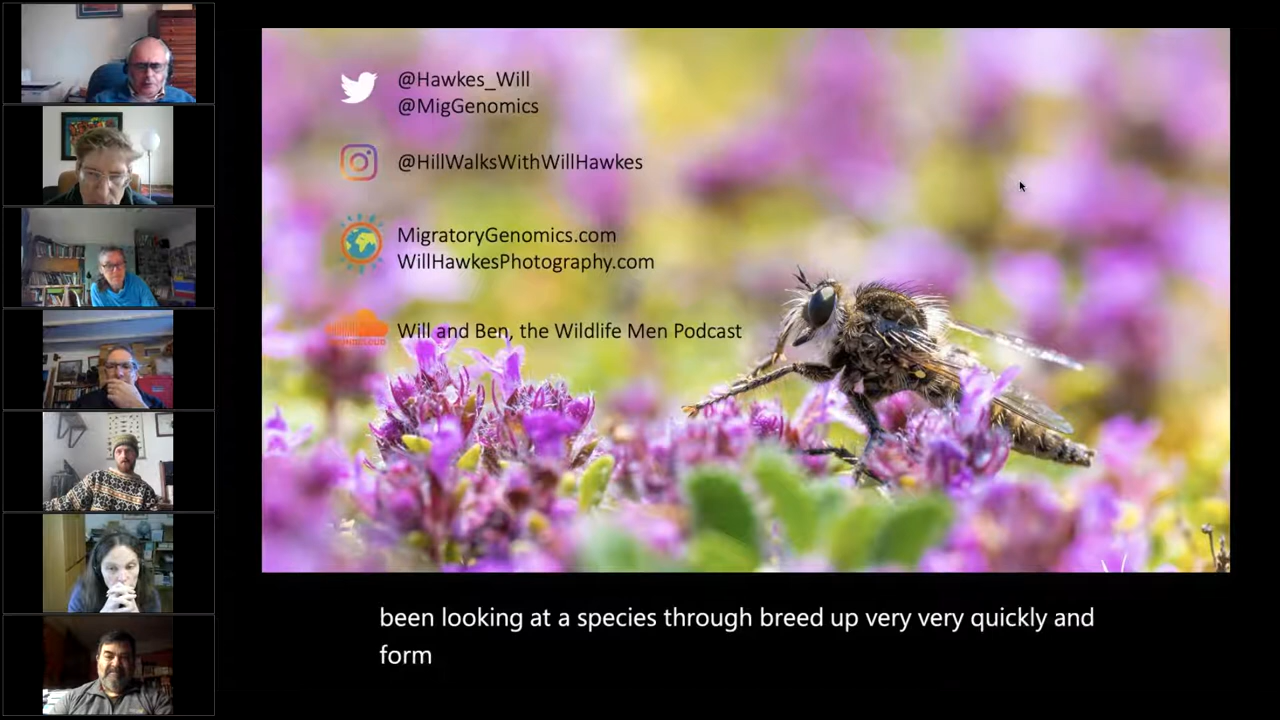 @Hawkes_Will
@MigGenomics
@HillWalksWithWillHawkes
MigratoryGenomics.com
WillHawkesPhotography.com
Will and Ben, the Wildlife Men Podcast
been looking at a species through breed up very very quickly and
form